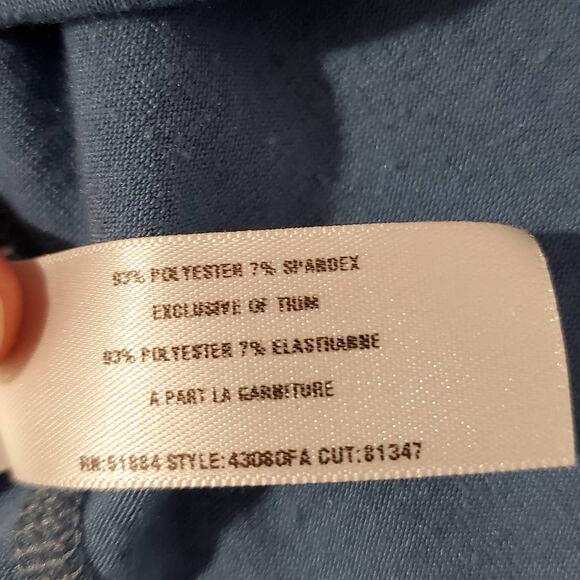 93% POLYESTER 7% SPANDEX
EXCLUSIVE OF TRIM
93% POLYESTER 7% ELASTHANNE
A PART LA GARNITURE
RN:51884 STYLE:43080FA CUT:81347